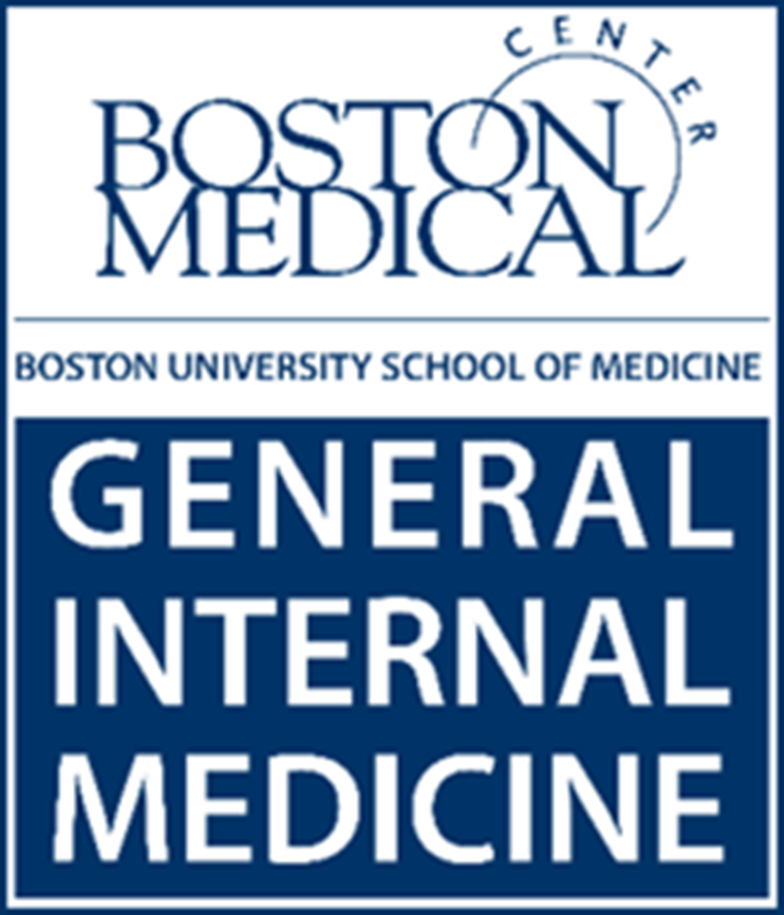 BOSTON
MEDICAL
CENTER
BOSTON UNIVERSITY SCHOOL OF MEDICINE
GENERAL
INTERNAL
MEDICINE